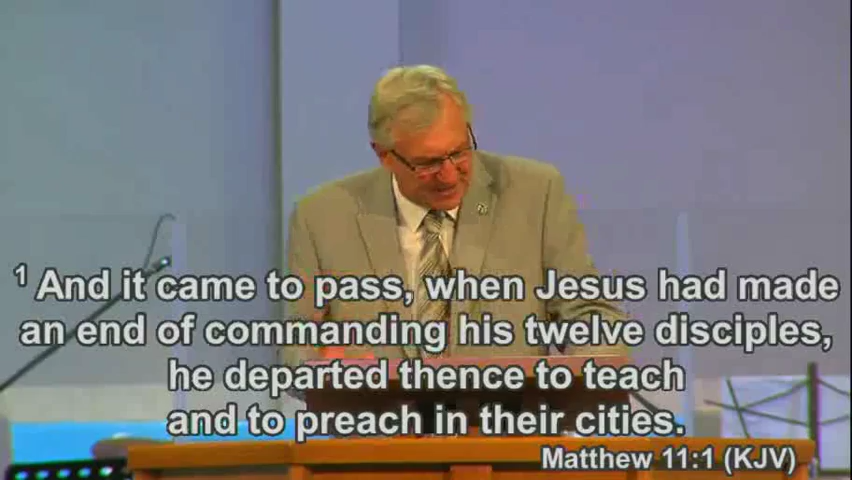 1 And it came to pass, when Jesus had made
an end of commanding his twelve disciples,
he departed thence to teach
and to preach in their cities.
Matthew 11:1 (KJV)